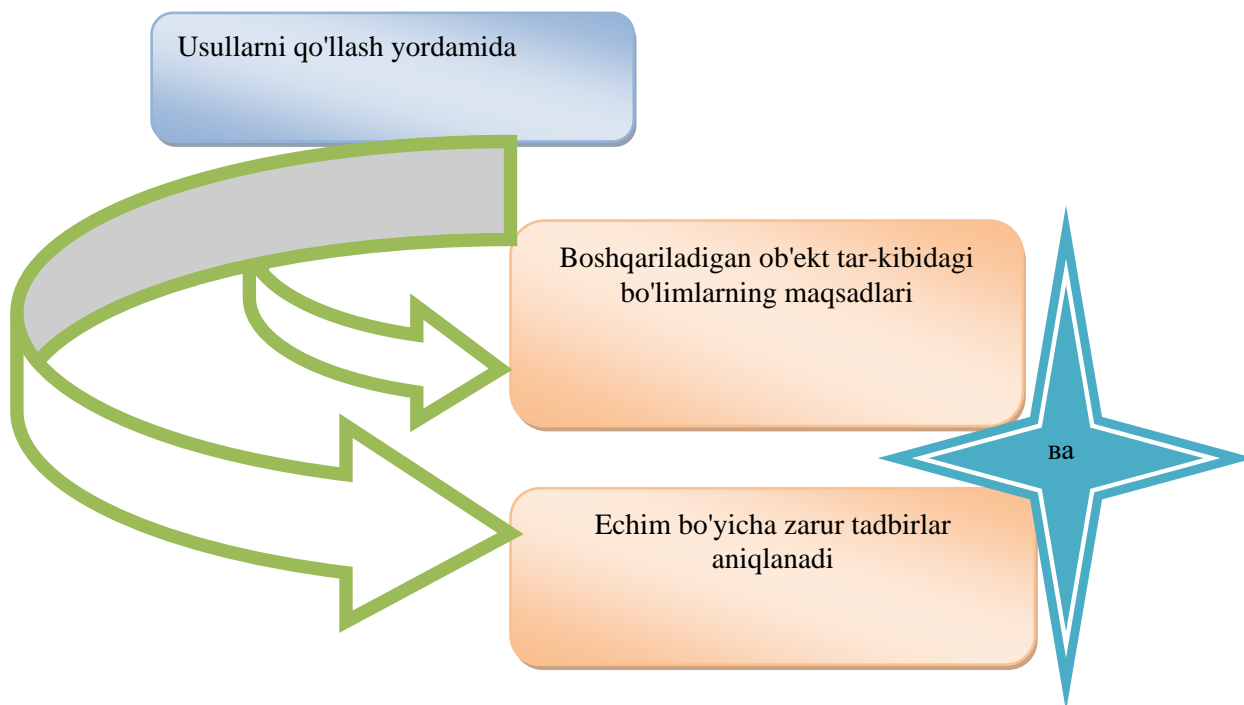 Usullarni qo'llash yordamida
Boshqariladigan ob'ekt tar-kibidagi
bo'limlarning maqsadlari
ва
Echim bo'yicha zarur tadbirlar
aniqlanadi